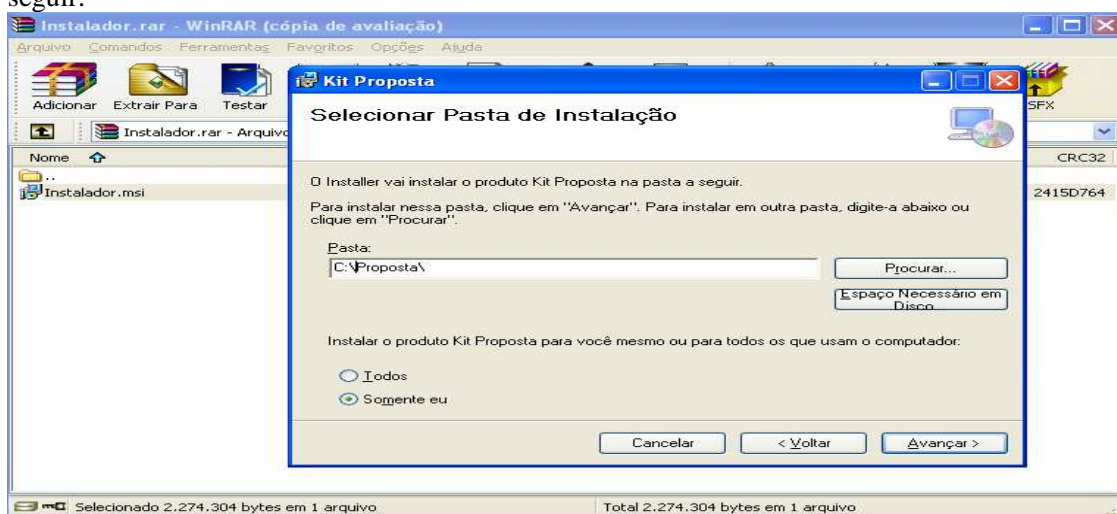 seguir:
Instalador.rar - WinRAR (cópia de avaliação)
Arquivo Comandos Ferramentas Favoritos Opções Ajuda
Adicionar Extrair Para Testar SFX
Instalador.rar - Arquivo
Nome CRC32
..
Instalador.msi 2415D764
Kit Proposta
Selecionar Pasta de Instalação
O Installer vai instalar o produto Kit Proposta na pasta a seguir.
Para instalar nessa pasta, clique em "Avançar". Para instalar em outra pasta, digite-a abaixo ou
clique em "Procurar".
Pasta:
C:\Proposta\
Procurar...
Espaço Necessário em
Disco...
Instalar o produto Kit Proposta para você mesmo ou para todos os que usam o computador:
Todos
Somente eu
Cancelar < Voltar Avançar >
Selecionado 2.274.304 bytes em 1 arquivo Total 2.274.304 bytes em 1 arquivo